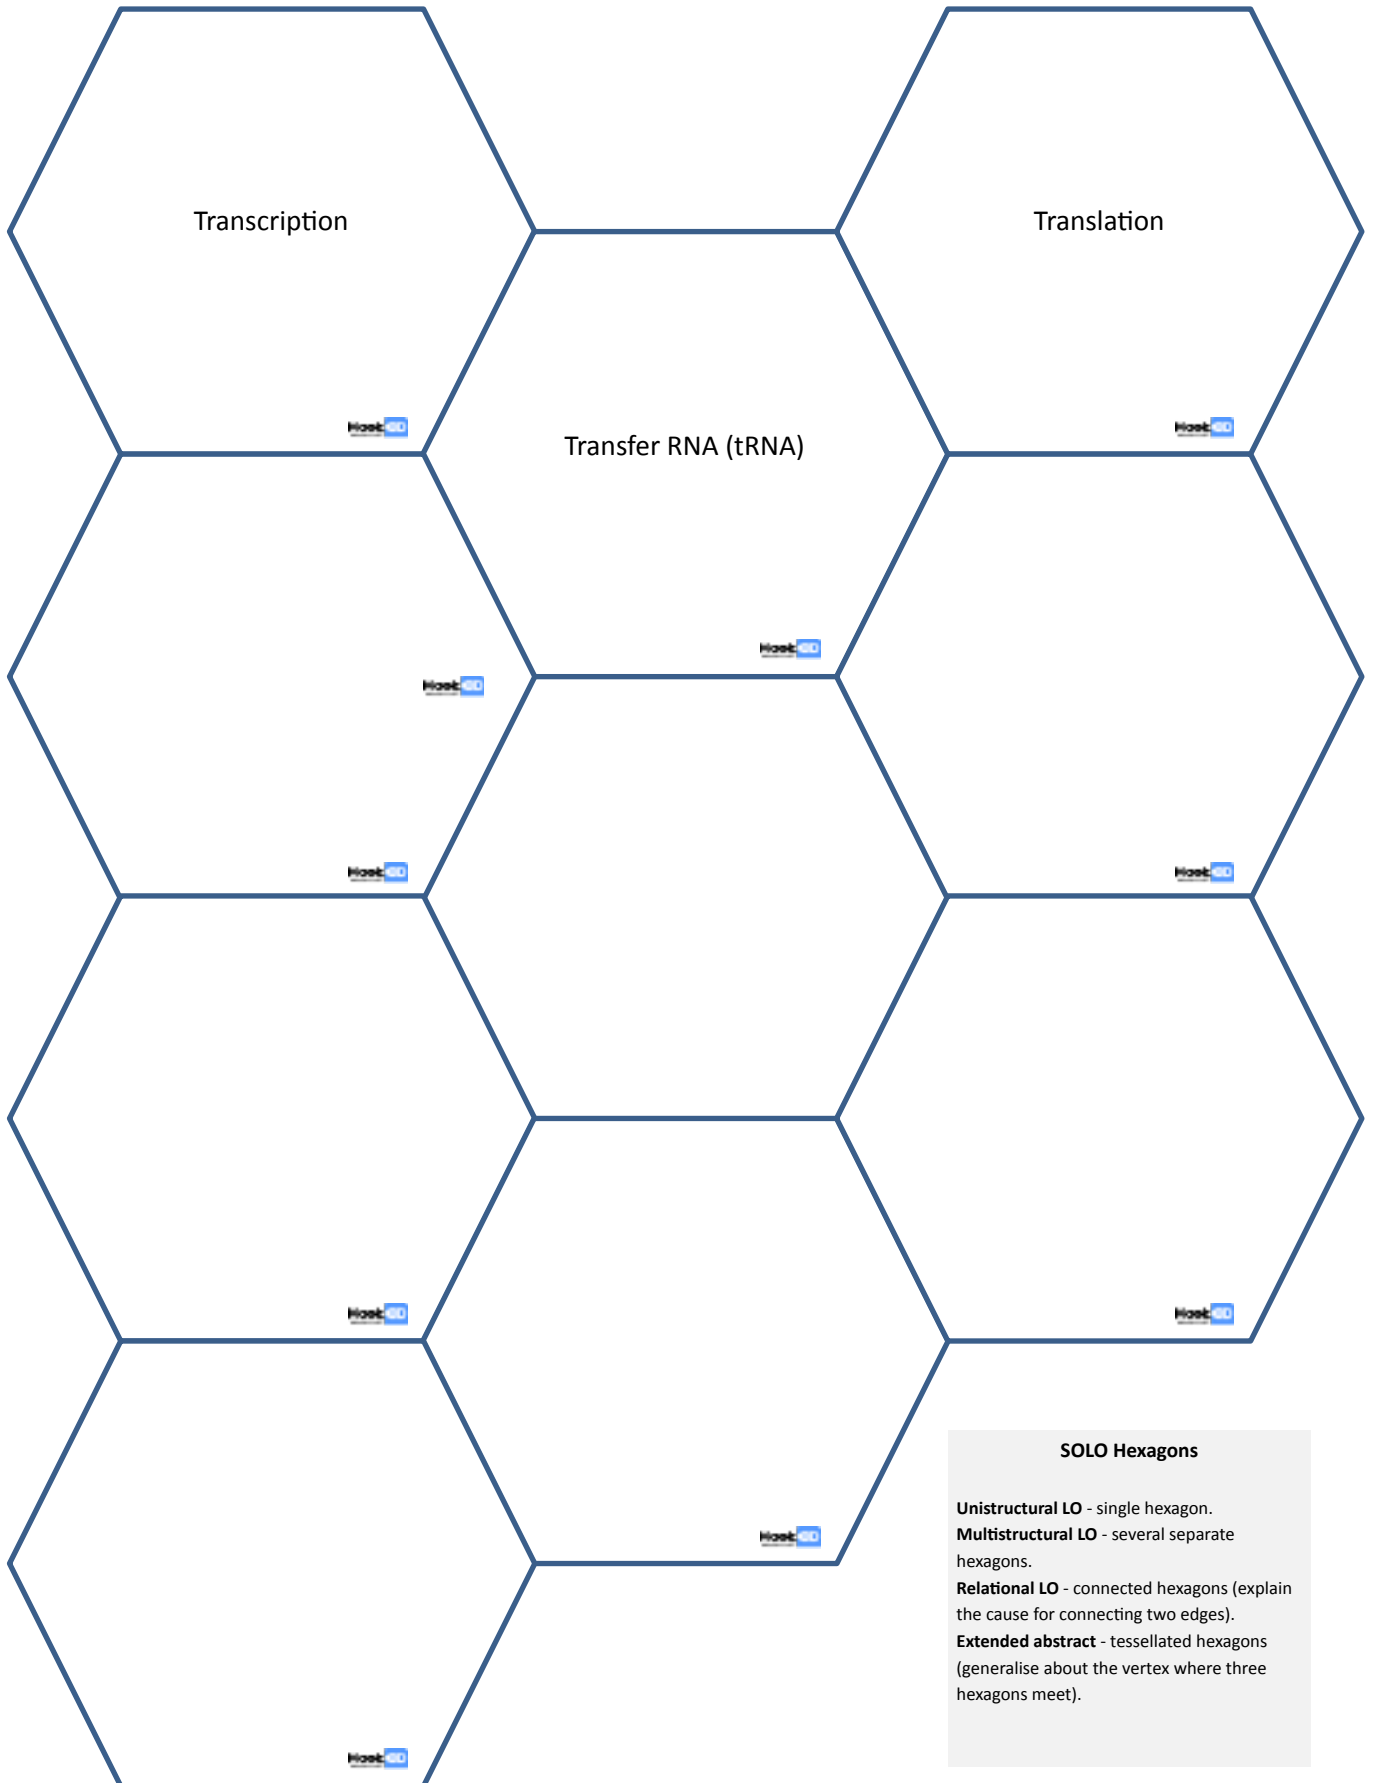 Transcription
Translation
Transfer RNA (tRNA)
SOLO Hexagons
Unistructural LO - single hexagon.
Multistructural LO - several separate
hexagons.
Relational LO - connected hexagons (explain
the cause for connecting two edges).
Extended abstract - tessellated hexagons
(generalise about the vertex where three
hexagons meet).